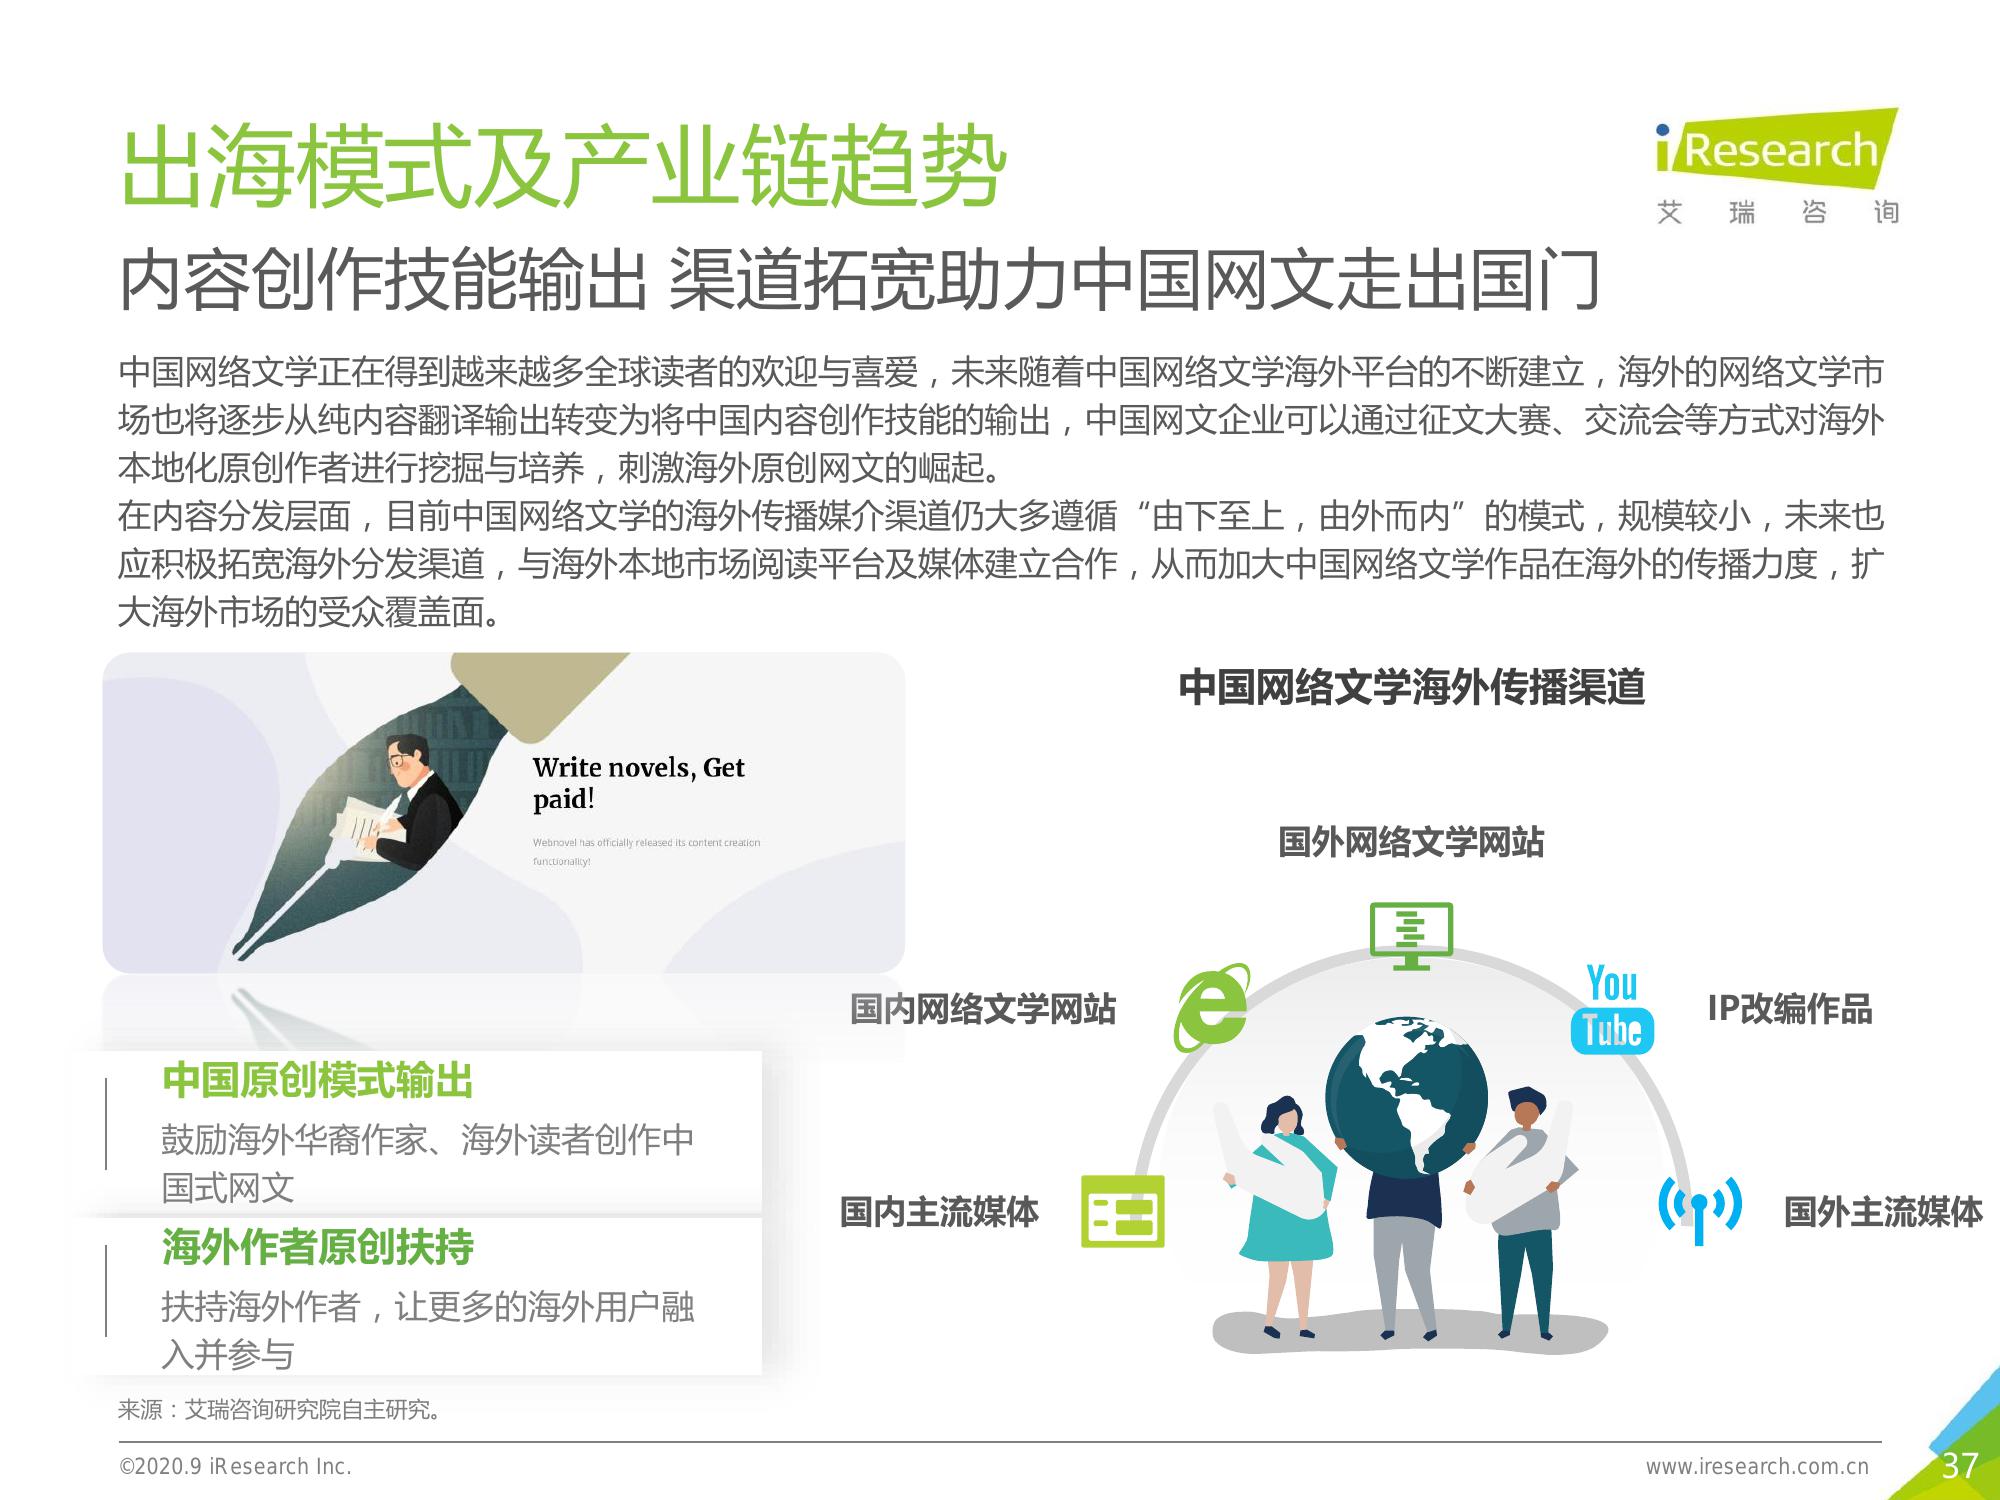 出海模式及产业链趋势
iResearch
艾瑞咨询
内容创作技能输出 渠道拓宽助力中国网文走出国门
中国网络文学正在得到越来越多全球读者的欢迎与喜爱，未来随着中国网络文学海外平台的不断建立，海外的网络文学市
场也将逐步从纯内容翻译输出转变为将中国内容创作技能的输出，中国网文企业可以通过征文大赛、交流会等方式对海外
本地化原创作者进行挖掘与培养，刺激海外原创网文的崛起。
在内容分发层面，目前中国网络文学的海外传播媒介渠道仍大多遵循“由下至上，由外而内”的模式，规模较小，未来也
应积极拓宽海外分发渠道，与海外本地市场阅读平台及媒体建立合作，从而加大中国网络文学作品在海外的传播力度，扩
大海外市场的受众覆盖面。
Write novels, Get
paid!
Webnovel has officially released its content creation
functionality!
中国原创模式输出
鼓励海外华裔作家、海外读者创作中
国式网文
海外作者原创扶持
扶持海外作者，让更多的海外用户融
入并参与
中国网络文学海外传播渠道
国外网络文学网站
国内网络文学网站
You
Tube
IP改编作品
国内主流媒体
国外主流媒体
来源：艾瑞咨询研究院自主研究。
©2020.9 iResearch Inc.
www.iresearch.com.cn
37